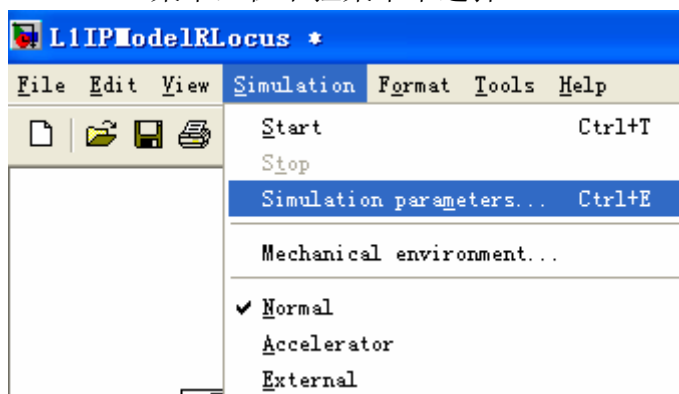 L1IPModelRLocus *
File Edit View Simulation Format Tools Help
Start Ctrl+T
Stop
Simulation parameters... Ctrl+E
Mechanical environment...
✔ Normal
Accelerator
External